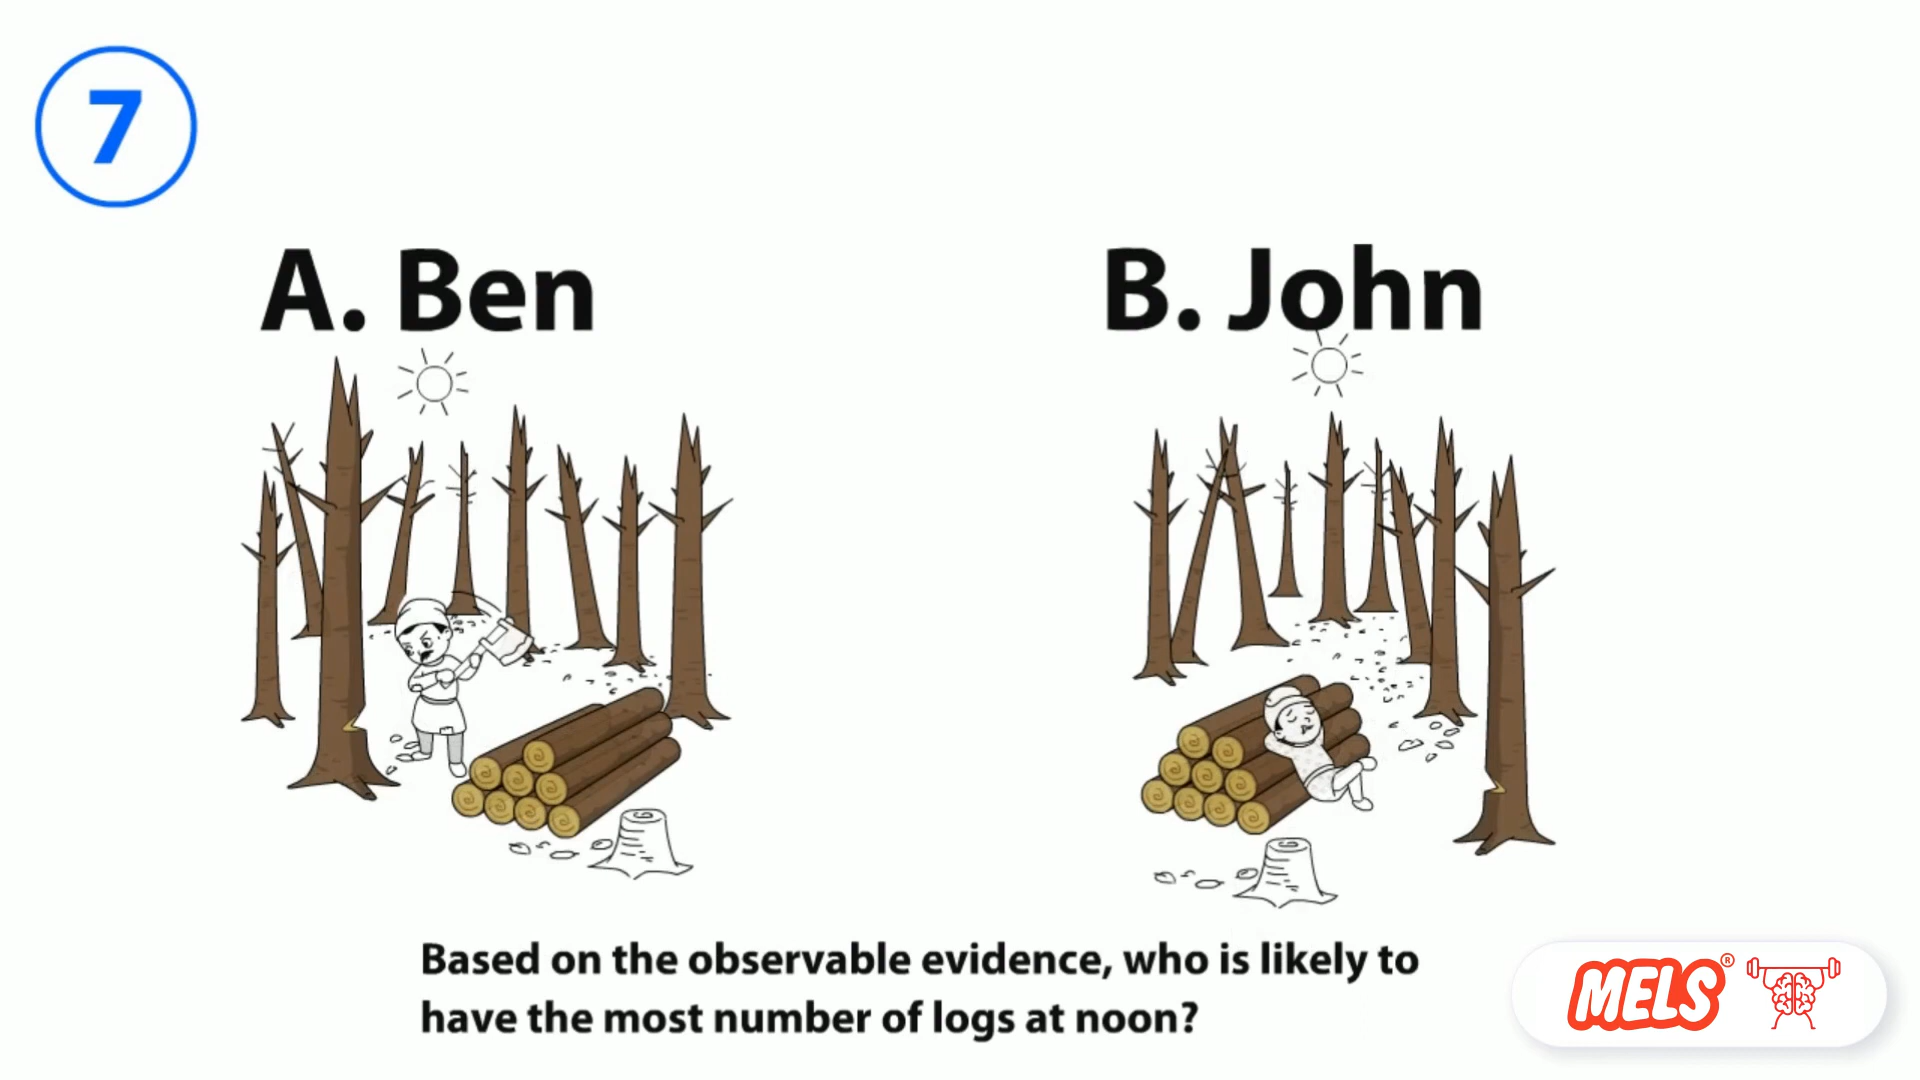 7
A. Ben
B. John
Based on the observable evidence, who is likely to
have the most number of logs at noon?
MELS®